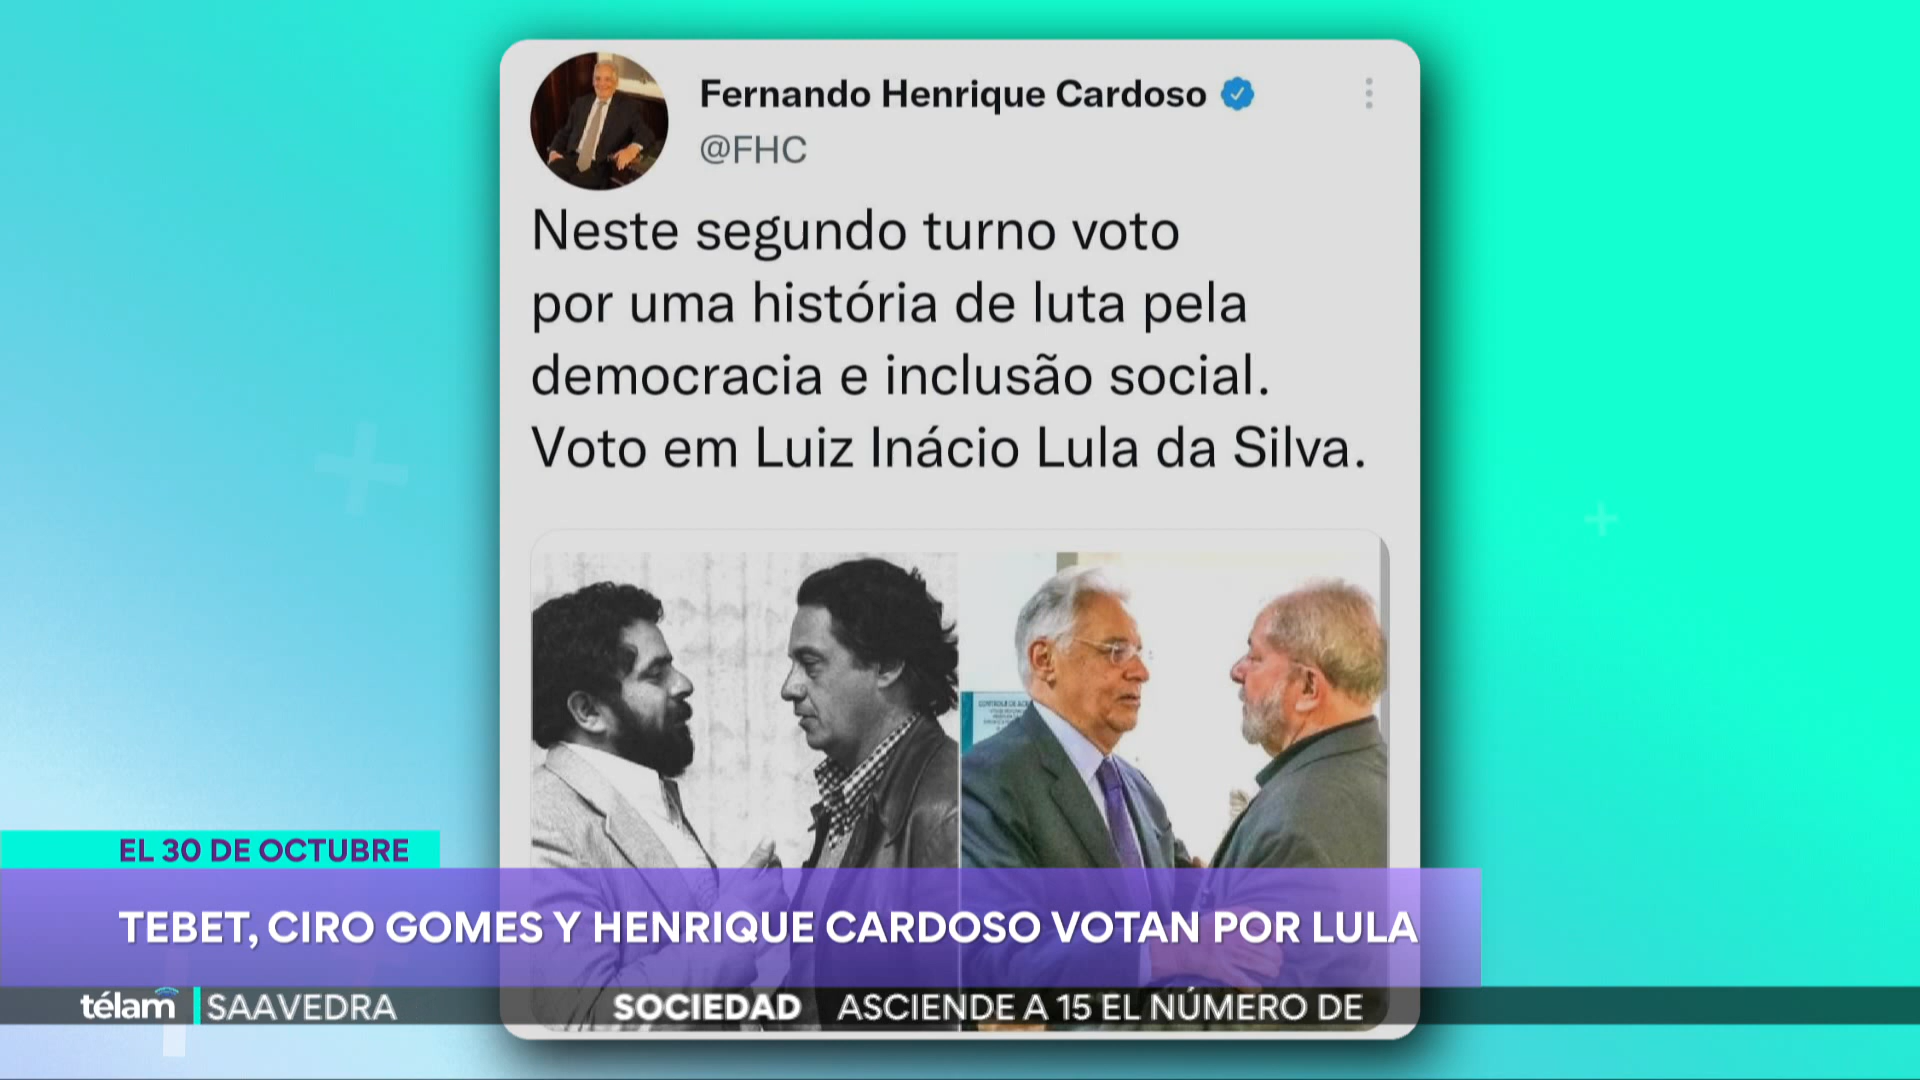 Fernando Henrique Cardoso
@FHC
Neste segundo turno voto
por uma história de luta pela
democracia e inclusão social.
Voto em Luiz Inácio Lula da Silva.
EL 30 DE OCTUBRE
TEBET, CIRO GOMES Y HENRIQUE CARDOSO VOTAN POR LULA
télam SAAVEDRA SOCIEDAD ASCIENDE A 15 EL NÚMERO DE